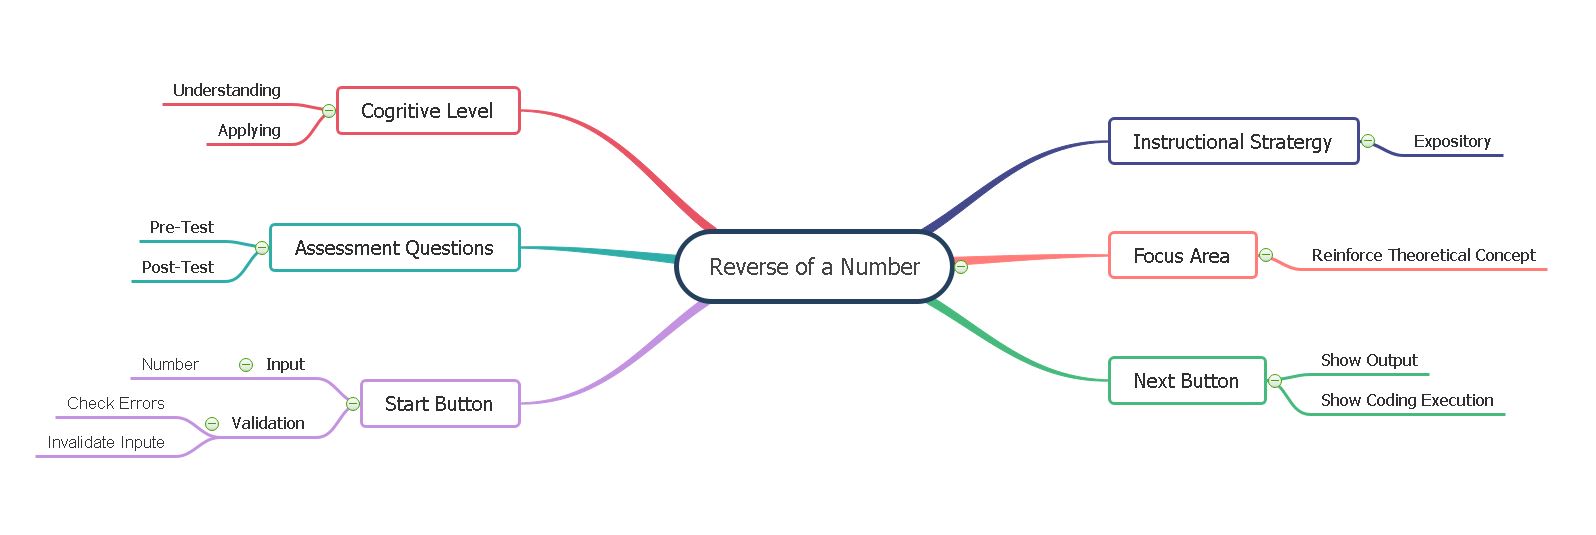 Understanding
Cogritive Level
Applying
Instructional Stratergy
Expository
Pre-Test
Assessment Questions
Post-Test
Reverse of a Number
Focus Area
Reinforce Theoretical Concept
Number
Input
Check Errors
Validation
Invalidate Inpute
Start Button
Next Button
Show Output
Show Coding Execution